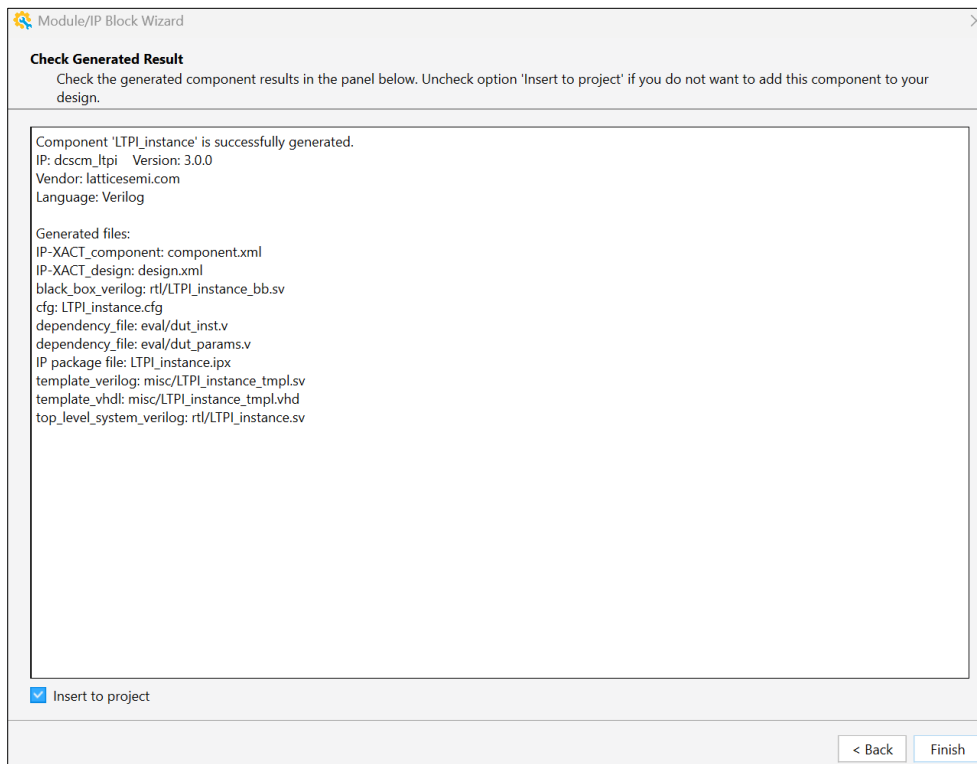 Module/IP Block Wizard
Check Generated Result
Check the generated component results in the panel below. Uncheck option 'Insert to project' if you do not want to add this component to your
design.
Component 'LTPI_instance' is successfully generated.
IP: dcscm_ltpi    Version: 3.0.0
Vendor: latticesemi.com
Language: Verilog
Generated files:
IP-XACT_component: component.xml
IP-XACT_design: design.xml
black_box_verilog: rtl/LTPI_instance_bb.sv
cfg: LTPI_instance.cfg
dependency_file: eval/dut_inst.v
dependency_file: eval/dut_params.v
IP package file: LTPI_instance.ipx
template_verilog: misc/LTPI_instance_tmpl.sv
template_vhdl: misc/LTPI_instance_tmpl.vhd
top_level_system_verilog: rtl/LTPI_instance.sv
Insert to project
< Back    Finish